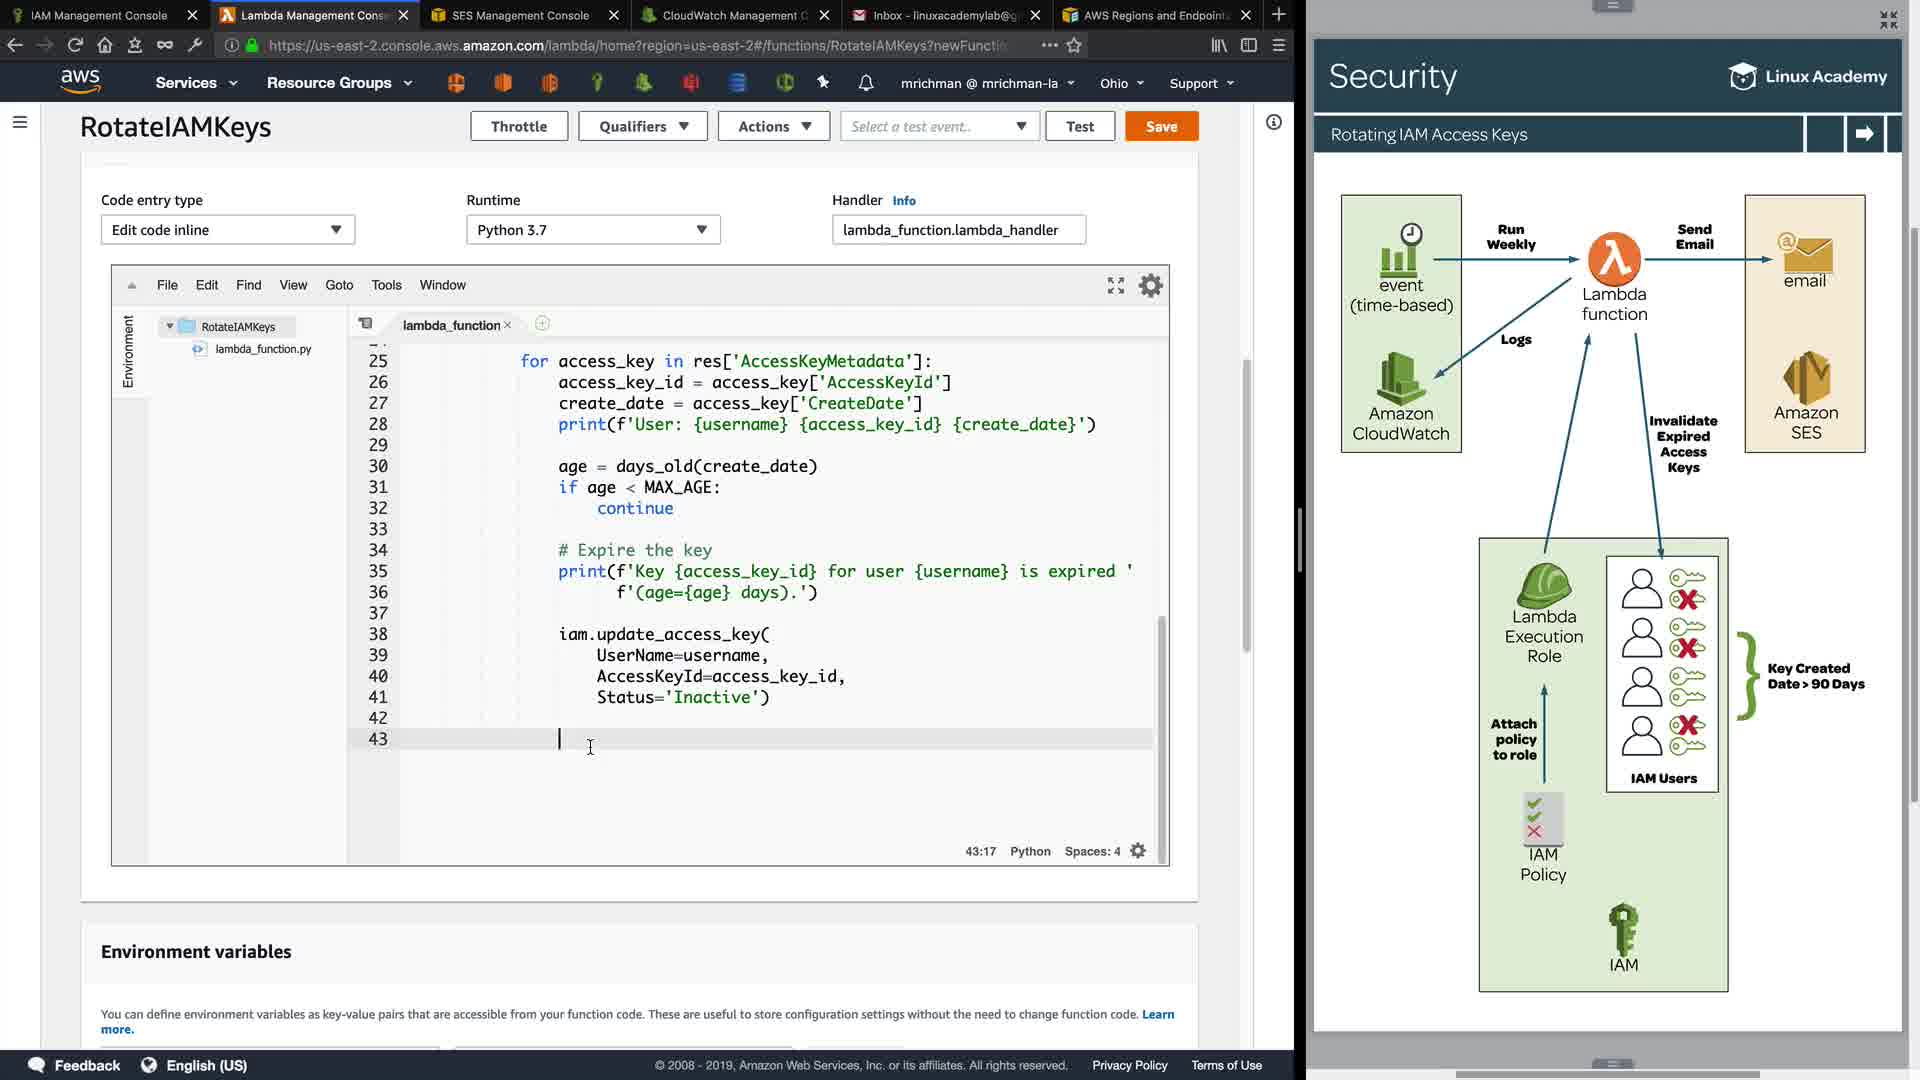 IAM Management Console
Lambda Management Conso
SES Management Console
CloudWatch Management C
Inbox - linuxacademylab@g
AWS Regions and Endpoint
https://us-east-2.console.aws.amazon.com/lambda/home?region=us-east-2#/functions/RotateIAMKeys?newFuncti
aws
Services
Resource Groups
mrichman @ mrichman-la
Ohio
Support
RotateIAMKeys
Throttle
Qualifiers
Actions
Select a test event..
Test
Save
Code entry type
Runtime
Handler Info
Edit code inline
Python 3.7
lambda_function.lambda_handler
File Edit Find View Goto Tools Window
Environment
RotateIAMKeys
lambda_function.py
lambda_function
25 for access_key in res['AccessKeyMetadata']:
26 access_key_id = access_key['AccessKeyId']
27 create_date = access_key['CreateDate']
28 print(f'User: {username} {access_key_id} {create_date}')
29
30 age = days_old(create_date)
31 if age < MAX_AGE:
32 continue
33
34 # Expire the key
35 print(f'Key {access_key_id} for user {username} is expired '
36 f'(age={age} days).')
37
38 iam.update_access_key(
39 UserName=username,
40 AccessKeyId=access_key_id,
41 Status='Inactive')
42
43
43:17 Python Spaces: 4
Environment variables
You can define environment variables as key-value pairs that are accessible from your function code. These are useful to store configuration settings without the need to change function code. Learn
more.
Feedback
English (US)
© 2008 - 2019, Amazon Web Services, Inc. or its affiliates. All rights reserved.
Privacy Policy
Terms of Use
Security
Linux Academy
Rotating IAM Access Keys
Run
Weekly
Send
Email
event
(time-based)
Lambda
function
email
Logs
Amazon
CloudWatch
Amazon
SES
Invalidate
Expired
Access
Keys
Lambda
Execution
Role
Key Created
Date > 90 Days
Attach
policy
to role
IAM Users
IAM
Policy
IAM